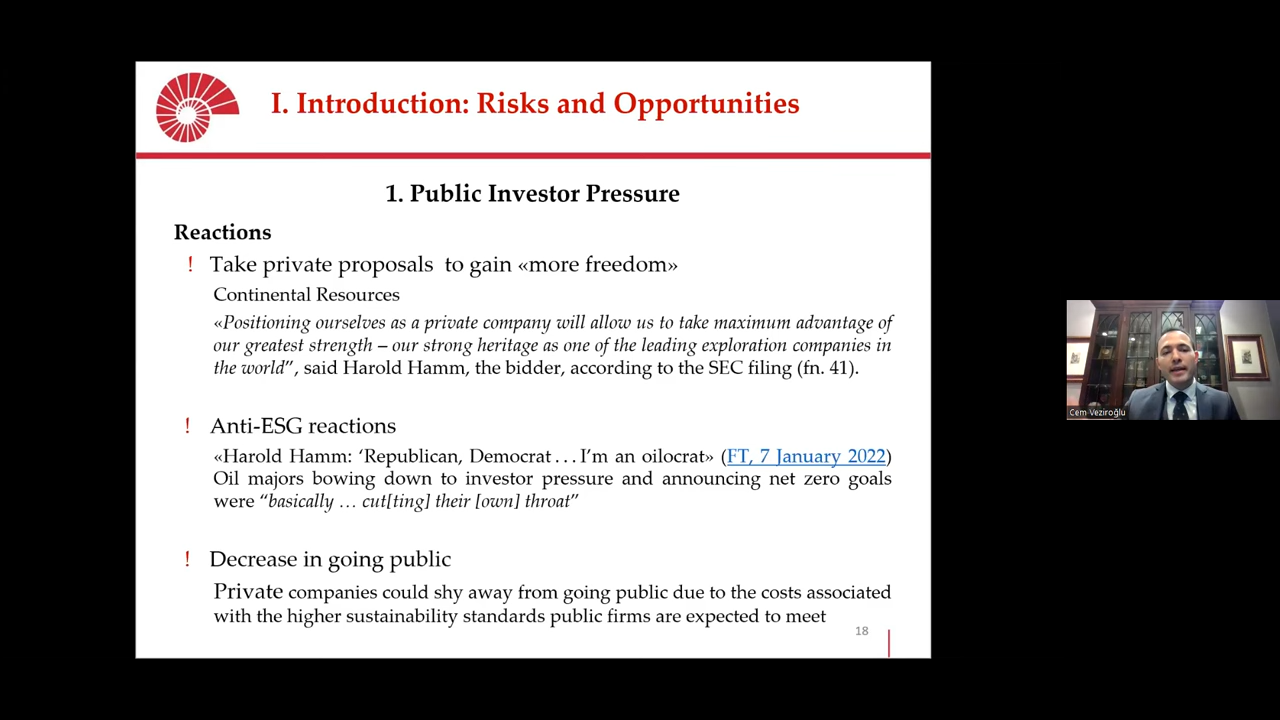 I. Introduction: Risks and Opportunities
1. Public Investor Pressure
Reactions
! Take private proposals to gain «more freedom»
Continental Resources
«Positioning ourselves as a private company will allow us to take maximum advantage of
our greatest strength – our strong heritage as one of the leading exploration companies in
the world”, said Harold Hamm, the bidder, according to the SEC filing (fn. 41).
! Anti-ESG reactions
«Harold Hamm: ‘Republican, Democrat . . . I’m an oilocrat» (FT, 7 January 2022)
Oil majors bowing down to investor pressure and announcing net zero goals
were “basically … cut[ting] their [own] throat”
! Decrease in going public
Private companies could shy away from going public due to the costs associated
with the higher sustainability standards public firms are expected to meet
18
Cem Veziroğlu